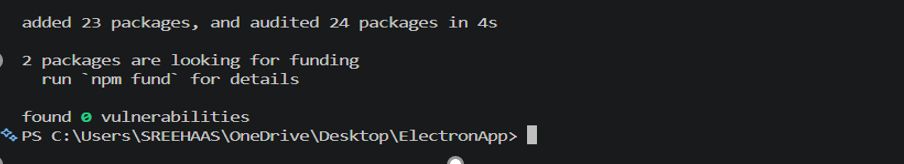 added 23 packages, and audited 24 packages in 4s
2 packages are looking for funding
run `npm fund` for details
found 0 vulnerabilities
PS C:\Users\SREEHAAS\OneDrive\Desktop\ElectronApp>